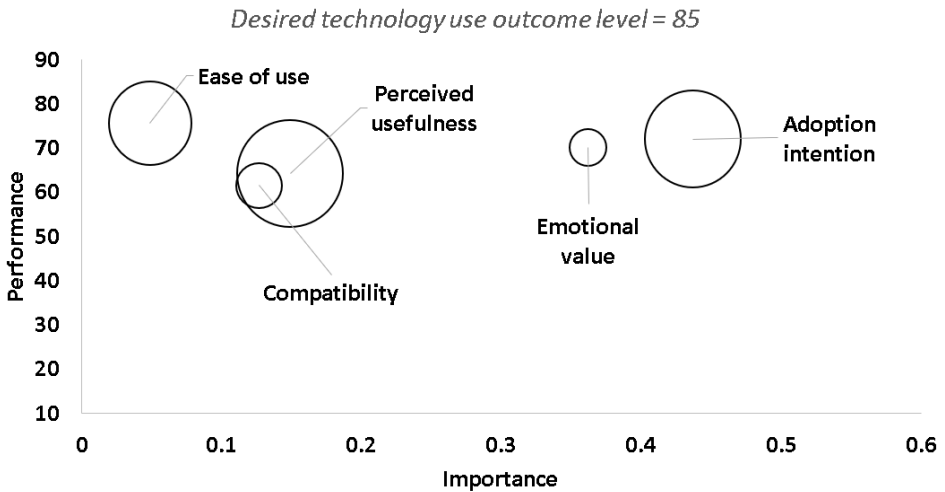 Desired technology use outcome level = 85
90
80
70
60
50
40
30
20
10
Performance
Ease of use
Perceived
usefulness
Compatibility
Emotional
value
Adoption
intention
0
0.1
0.2
0.3
0.4
0.5
0.6
Importance